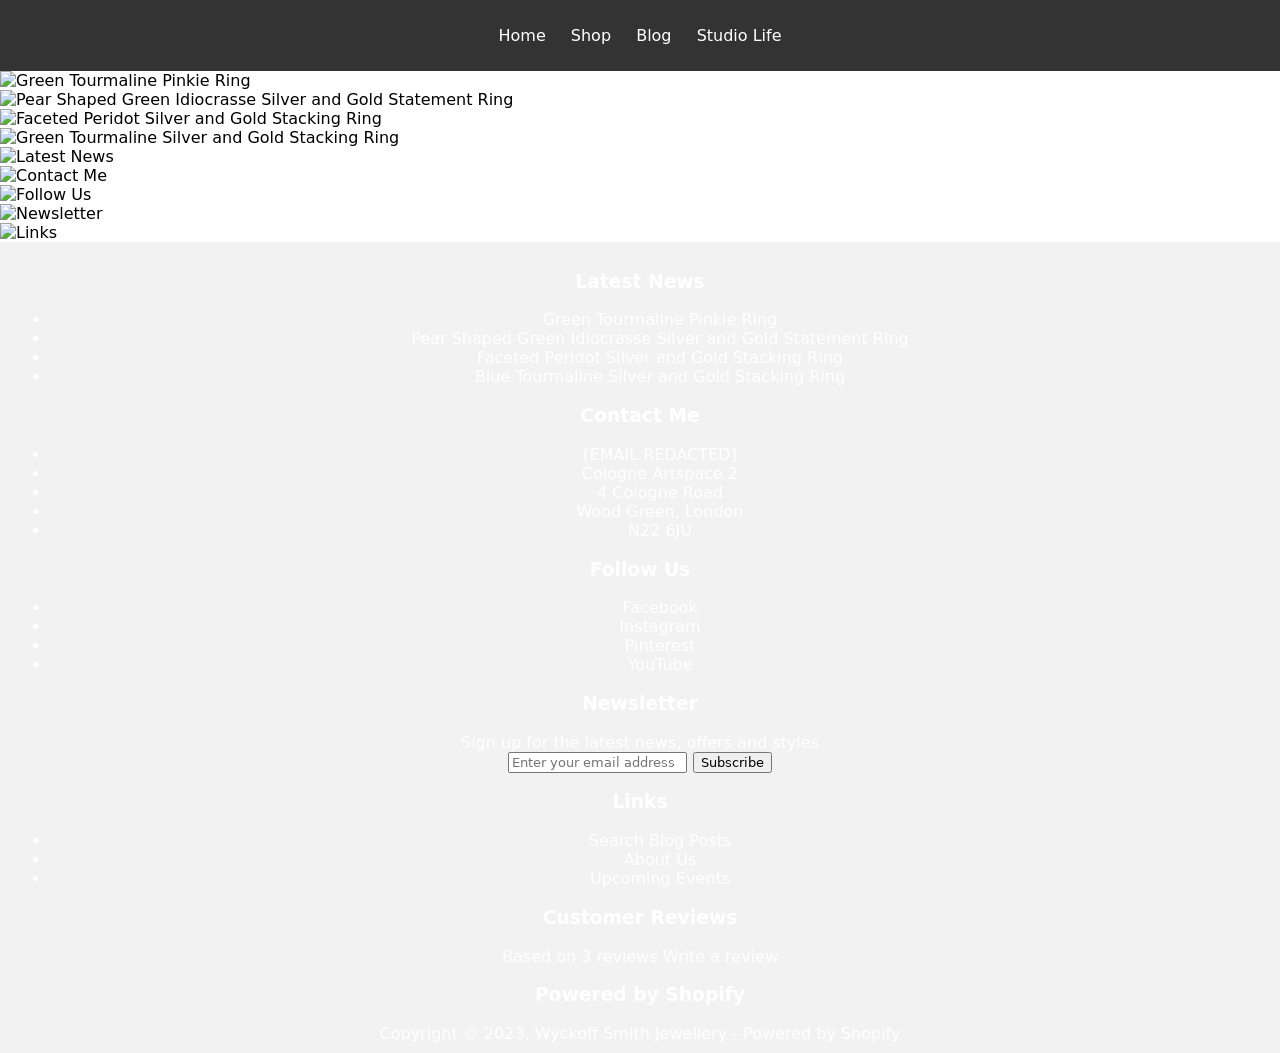 Home Shop Blog Studio Life
Green Tourmaline Pinkie Ring
Pear Shaped Green Idiocrasse Silver and Gold Statement Ring
Faceted Peridot Silver and Gold Stacking Ring
Green Tourmaline Silver and Gold Stacking Ring
Latest News
Contact Me
Follow Us
Newsletter
Links
Latest News
Green Tourmaline Pinkie Ring
Pear Shaped Green Idiocrasse Silver and Gold Statement Ring
Faceted Peridot Silver and Gold Stacking Ring
Blue Tourmaline Silver and Gold Stacking Ring
Contact Me
[EMAIL REDACTED]
Cologne Artspace 2
4 Cologne Road
Wood Green, London
N22 6JU
Follow Us
Facebook
Instagram
Pinterest
YouTube
Newsletter
Sign up for the latest news, offers and styles
Enter your email address Subscribe
Links
Search Blog Posts
About Us
Upcoming Events
Customer Reviews
Based on 3 reviews Write a review
Powered by Shopify
Copyright © 2023, Wyckoff Smith Jewellery - Powered by Shopify